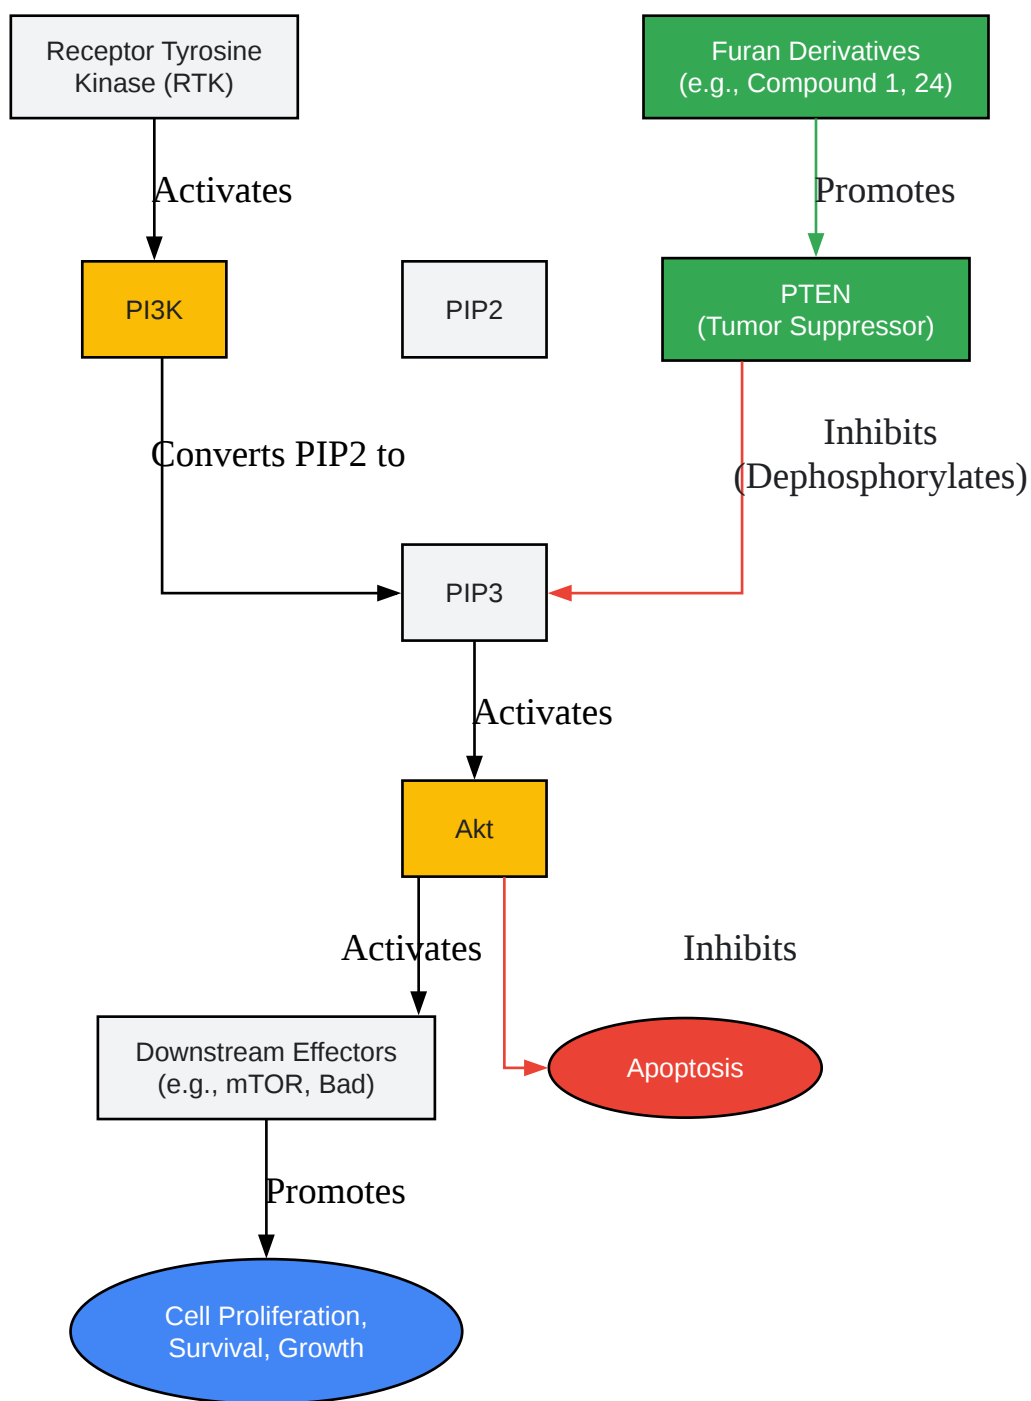 Receptor Tyrosine
Kinase (RTK)
Furan Derivatives
(e.g., Compound 1, 24)
Activates
Promotes
PI3K
PIP2
PTEN
(Tumor Suppressor)
Converts PIP2 to
Inhibits
(Dephosphorylates)
PIP3
Activates
Akt
Activates
Inhibits
Downstream Effectors
(e.g., mTOR, Bad)
Apoptosis
Promotes
Cell Proliferation,
Survival, Growth